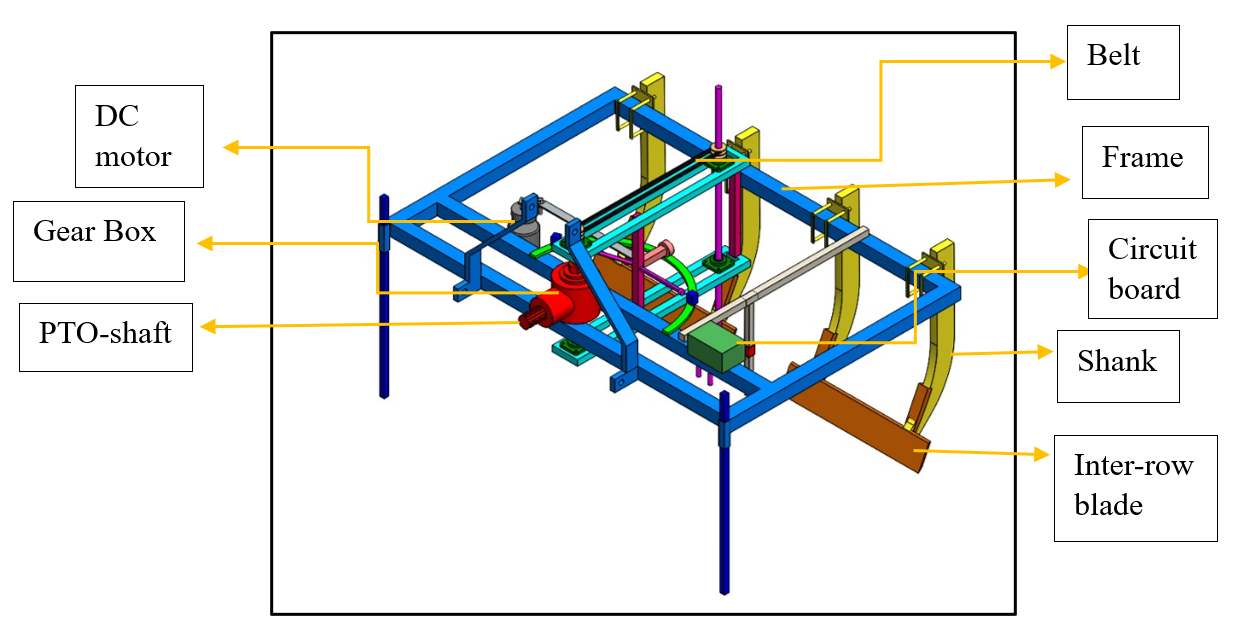 DC
motor
Gear Box
PTO-shaft
Belt
Frame
Circuit
board
Shank
Inter-row
blade